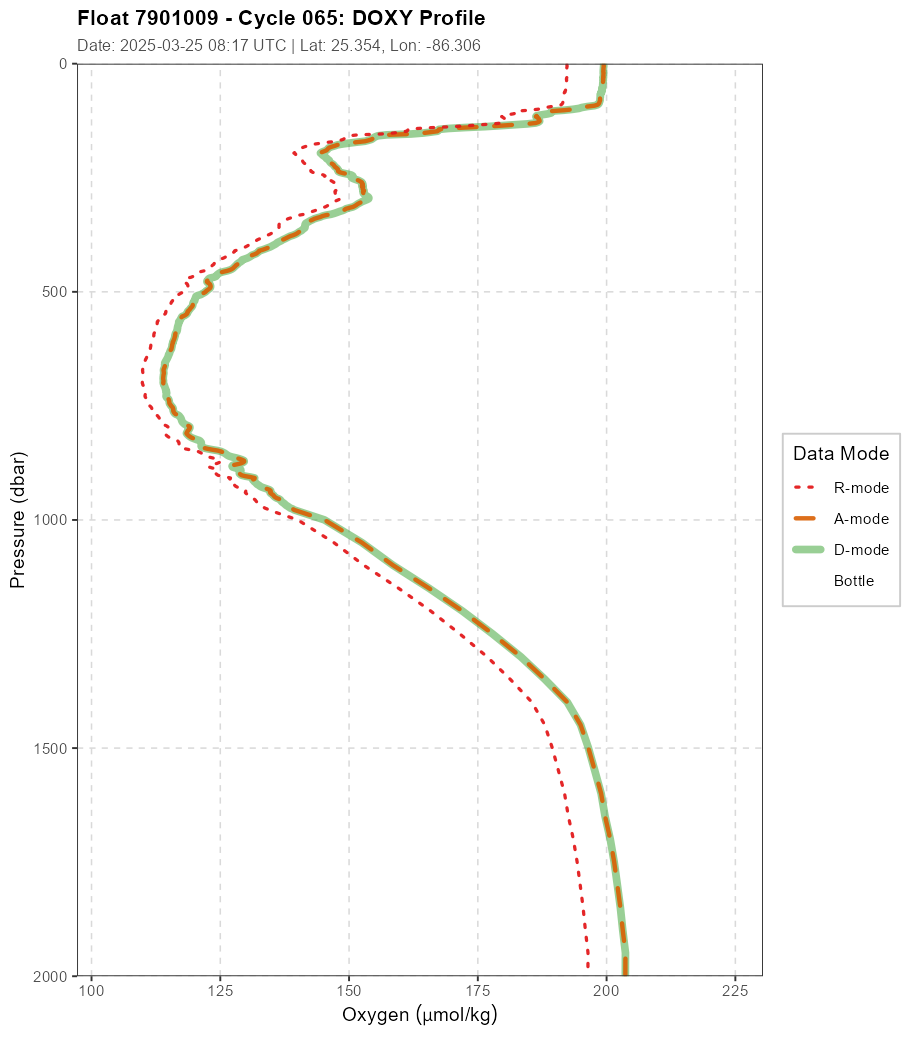 Float 7901009 - Cycle 065: DOXY Profile
Date: 2025-03-25 08:17 UTC | Lat: 25.354, Lon: -86.306
0
500
1000
1500
2000
Pressure (dbar)
100 125 150 175 200 225
Oxygen (μmol/kg)
Data Mode
R-mode
A-mode
D-mode
Bottle